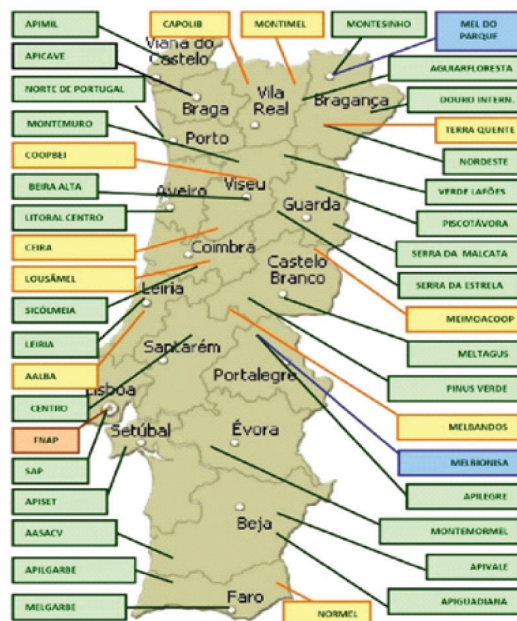 APIMIL
CAPOLIB
MONTIMEL
MONTESINHO
MEL DO
PARQUE
APICAVE
NORTE DE PORTUGAL
MONTEMURO
COOPBEI
BEIRA ALTA
LITORAL CENTRO
CEIRA
LOUSÃMEL
SICÓLMEIA
LEIRIA
AALBA
CENTRO
FNAP
SAP
APISET
AASACV
APILGARBE
MELGARBE
Viana do
Castelo
Braga
Vila
Real
Bragança
Porto
Aveiro
Viseu
Guarda
Coimbra
Castelo
Branco
Leiria
Santarém
Portalegre
Lisboa
Setúbal
Évora
Beja
Faro
AGUIARFLORESTA
DOURO INTERN.
TERRA QUENTE
NORDESTE
VERDE LAFÕES
PISCOTÁVORA
SERRA DA MALCATA
SERRA DA ESTRELA
MEIMOACOOP
MELTAGUS
PINUS VERDE
MELBANDOS
MELBIONISA
APILEGRE
MONTEMORMEL
APIVALE
APIGUADIANA
NORMEL